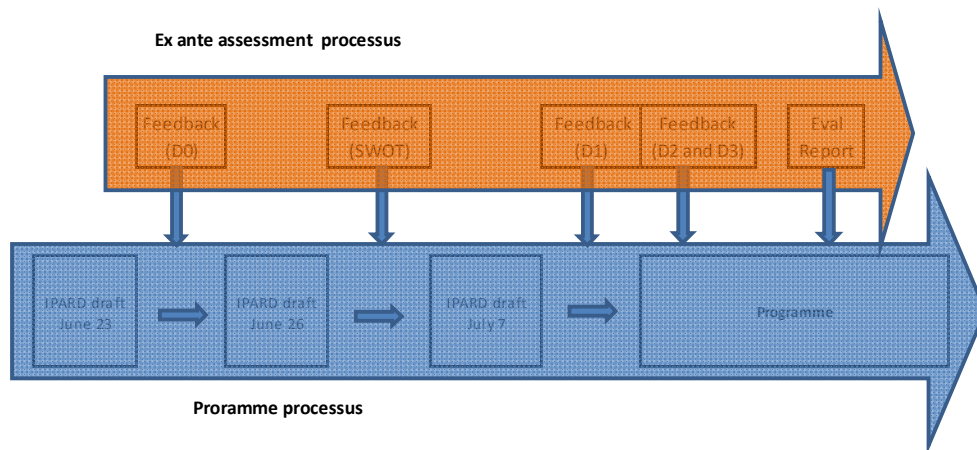 Ex ante assessment processus
Feedback
(D0)
Feedback
(SWOT)
Feedback
(D1)
Feedback
(D2 and D3)
Eval
Report
IPARD draft
June 23
IPARD draft
June 26
IPARD draft
July 7
Programme
Proramme processus